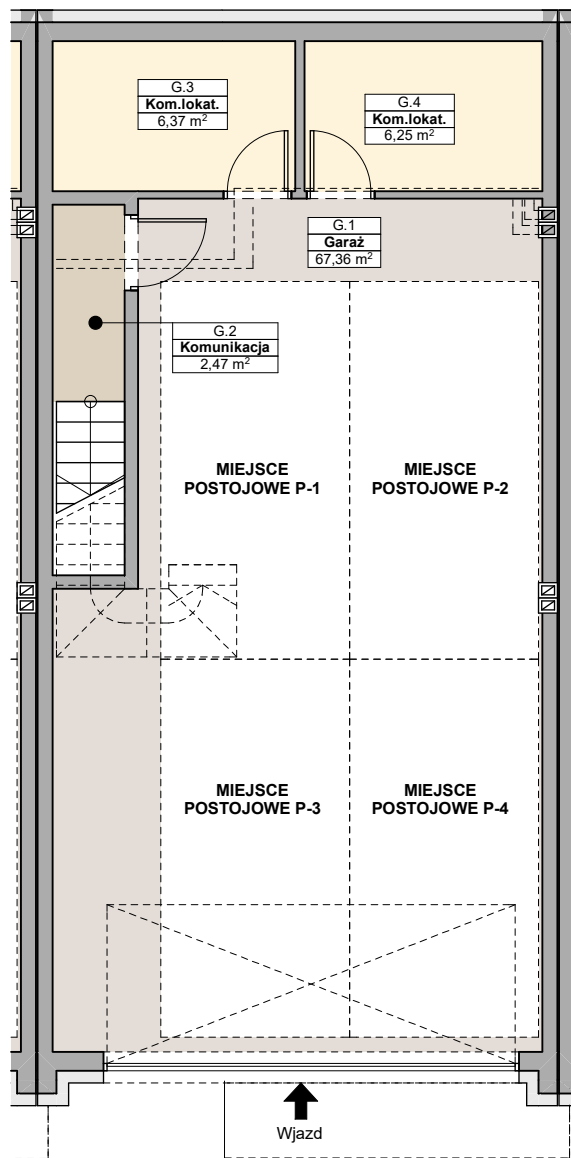 G.3
Kom.lokat.
6,37 m²
G.4
Kom.lokat.
6,25 m²
G.1
Garaż
67,36 m²
G.2
Komunikacja
2,47 m²
MIEJSCE
POSTOJOWE P-1
MIEJSCE
POSTOJOWE P-2
MIEJSCE
POSTOJOWE P-3
MIEJSCE
POSTOJOWE P-4
Wjazd